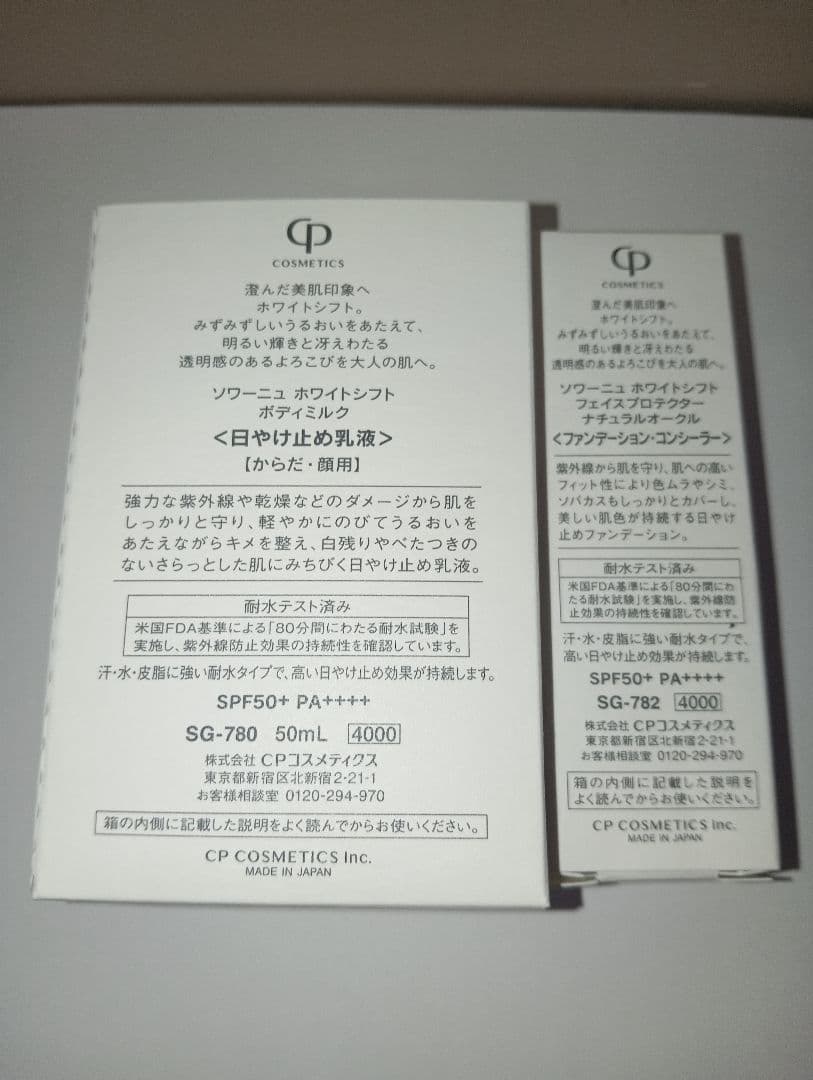 CP
COSMETICS
澄んだ美肌印象へ
ホワイトシフト。
みずみずしいうるおいをあたえて、
明るい輝きと冴えわたる
透明感のあるよろこびを大人の肌へ。
ソワーニュ ホワイトシフト
ボディミルク
<日やけ止め乳液>
【からだ・顔用】
強力な紫外線や乾燥などのダメージから肌を
しっかりと守り、軽やかにのびてうるおいを
あたえながらキメを整え、白残りやべたつきの
ないさらっとした肌にみちびく日やけ止め乳液。
耐水テスト済み
米国FDA基準による「80分間にわたる耐水試験」を
実施し、紫外線防止効果の持続性を確認しています。
汗・水・皮脂に強い耐水タイプで、高い日やけ止め効果が持続します。
SPF50+ PA++++
SG-780 50mL 4000
株式会社 CPコスメティクス
東京都新宿区北新宿2-21-1
お客様相談室 0120-294-970
箱の内側に記載した説明をよく読んでからお使いください。
CP COSMETICS Inc.
MADE IN JAPAN
CP
COSMETICS
澄んだ美肌印象へ
ホワイトシフト。
みずみずしいうるおいをあたえて、
明るい輝きと冴えわたる
透明感のあるよろこびを大人の肌へ。
ソワーニュ ホワイトシフト
フェイスプロテクター
ナチュラルオークル
<ファンデーション・コンシーラー>
紫外線から肌を守り、肌への高い
フィット性により色ムラやシミ、
ソバカスもしっかりとカバーし、
美しい肌色が持続する日やけ
止めファンデーション。
耐水テスト済み
米国FDA基準による「80分間にわ
たる耐水試験」を実施し、紫外線防
止効果の持続性を確認しています。
汗・水・皮脂に強い耐水タイプで、
高い日やけ止め効果が持続します。
SPF50+ PA++++
SG-782 4000
株式会社 CPコスメティクス
東京都新宿区北新宿2-21-1
お客様相談室 0120-294-970
箱の内側に記載した説明を
よく読んでからお使いください。
CP COSMETICS Inc.
MADE IN JAPAN